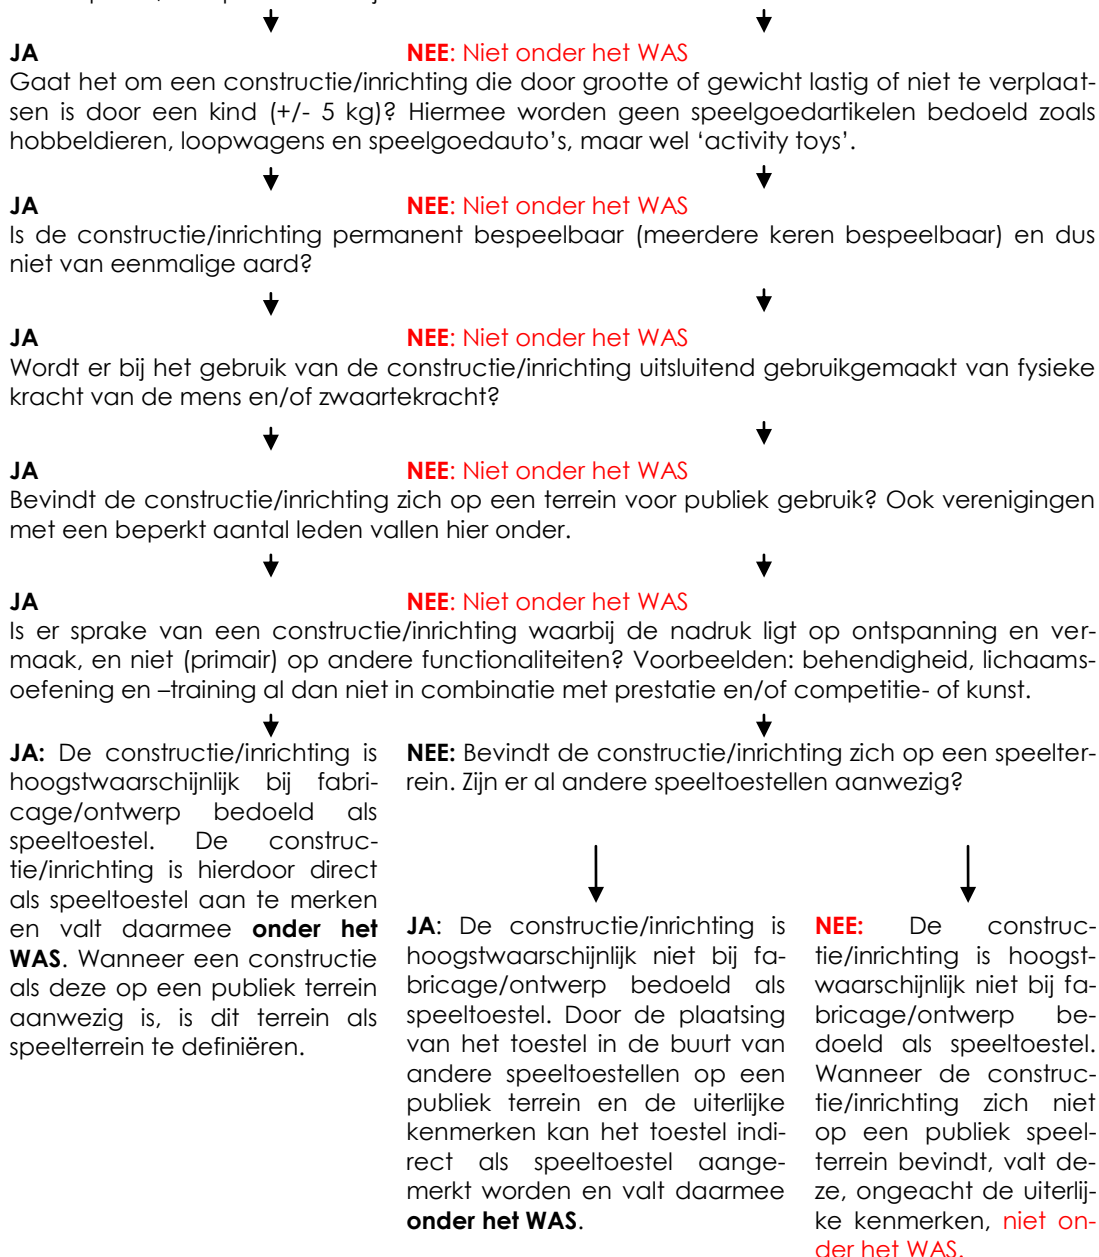 JA NEE: Niet onder het WAS
Gaat het om een constructie/inrichting die door grootte of gewicht lastig of niet te verplaat-
sen is door een kind (+/- 5 kg)? Hiermee worden geen speelgoedartikelen bedoeld zoals
hobbeldieren, loopwagens en speelgoedauto's, maar wel 'activity toys'.
JA NEE: Niet onder het WAS
Is de constructie/inrichting permanent bespeelbaar (meerdere keren bespeelbaar) en dus
niet van eenmalige aard?
JA NEE: Niet onder het WAS
Wordt er bij het gebruik van de constructie/inrichting uitsluitend gebruikgemaakt van fysieke
kracht van de mens en/of zwaartekracht?
JA NEE: Niet onder het WAS
Bevindt de constructie/inrichting zich op een terrein voor publiek gebruik? Ook verenigingen
met een beperkt aantal leden vallen hier onder.
JA NEE: Niet onder het WAS
Is er sprake van een constructie/inrichting waarbij de nadruk ligt op ontspanning en ver-
maak, en niet (primair) op andere functionaliteiten? Voorbeelden: behendigheid, lichaams-
oefening en –training al dan niet in combinatie met prestatie en/of competitie- of kunst.
JA: De constructie/inrichting is
hoogstwaarschijnlijk bij fabri-
cage/ontwerp bedoeld als
speeltoestel. De construc-
tie/inrichting is hierdoor direct
als speeltoestel aan te merken
en valt daarmee onder het
WAS. Wanneer een constructie
als deze op een publiek terrein
aanwezig is, is dit terrein als
speelterrein te definiëren.
NEE: Bevindt de constructie/inrichting zich op een speelter-
rein. Zijn er al andere speeltoestellen aanwezig?
JA: De constructie/inrichting is
hoogstwaarschijnlijk niet bij fa-
bricage/ontwerp bedoeld als
speeltoestel. Door de plaatsing
van het toestel in de buurt van
andere speeltoestellen op een
publiek terrein en de uiterlijke
kenmerken kan het toestel indi-
rect als speeltoestel aange-
merkt worden en valt daarmee
onder het WAS.
NEE: De construc-
tie/inrichting is hoogst-
waarschijnlijk niet bij fa-
bricage/ontwerp be-
doeld als speeltoestel.
Wanneer de construc-
tie/inrichting zich niet
op een publiek speel-
terrein bevindt, valt de-
ze, ongeacht de uiterlij-
ke kenmerken, niet on-
der het WAS.